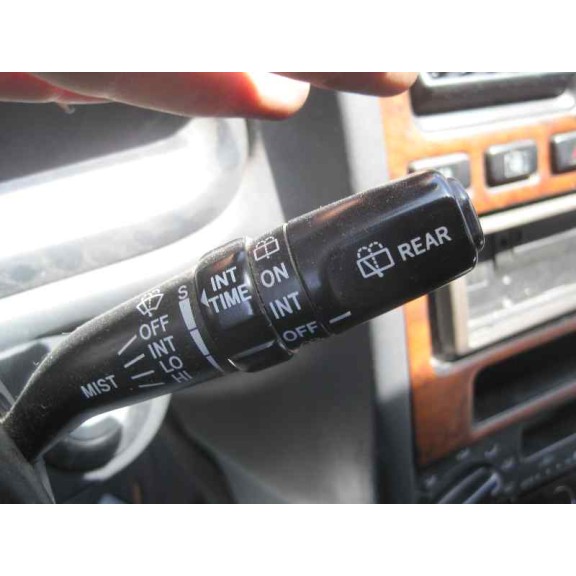 MIST
OFF
INT
LO
HI
S
INT
TIME
ON
INT
OFF
REAR